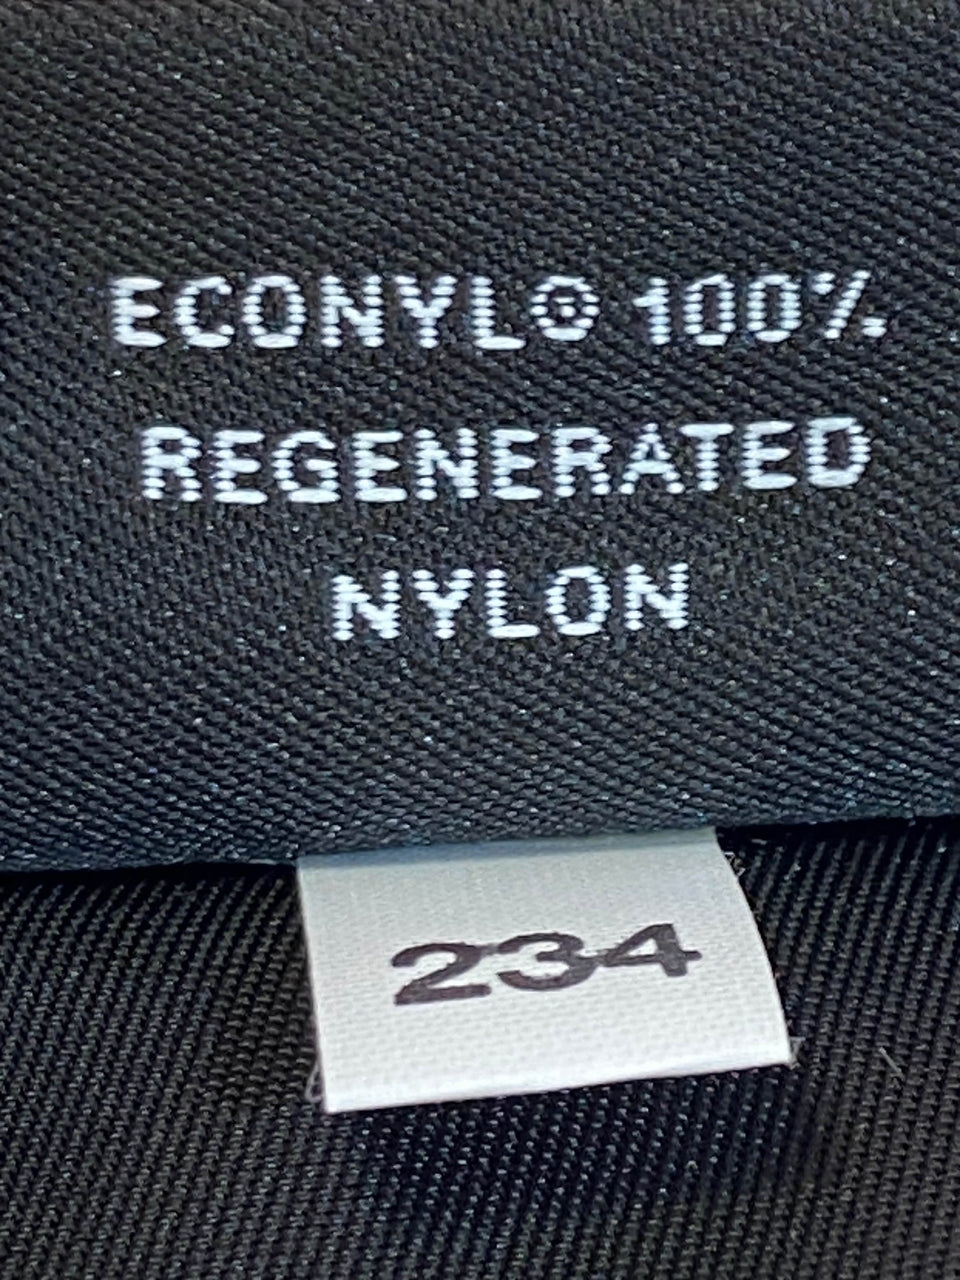 ECONYL® 100%
REGENERATED
NYLON
234